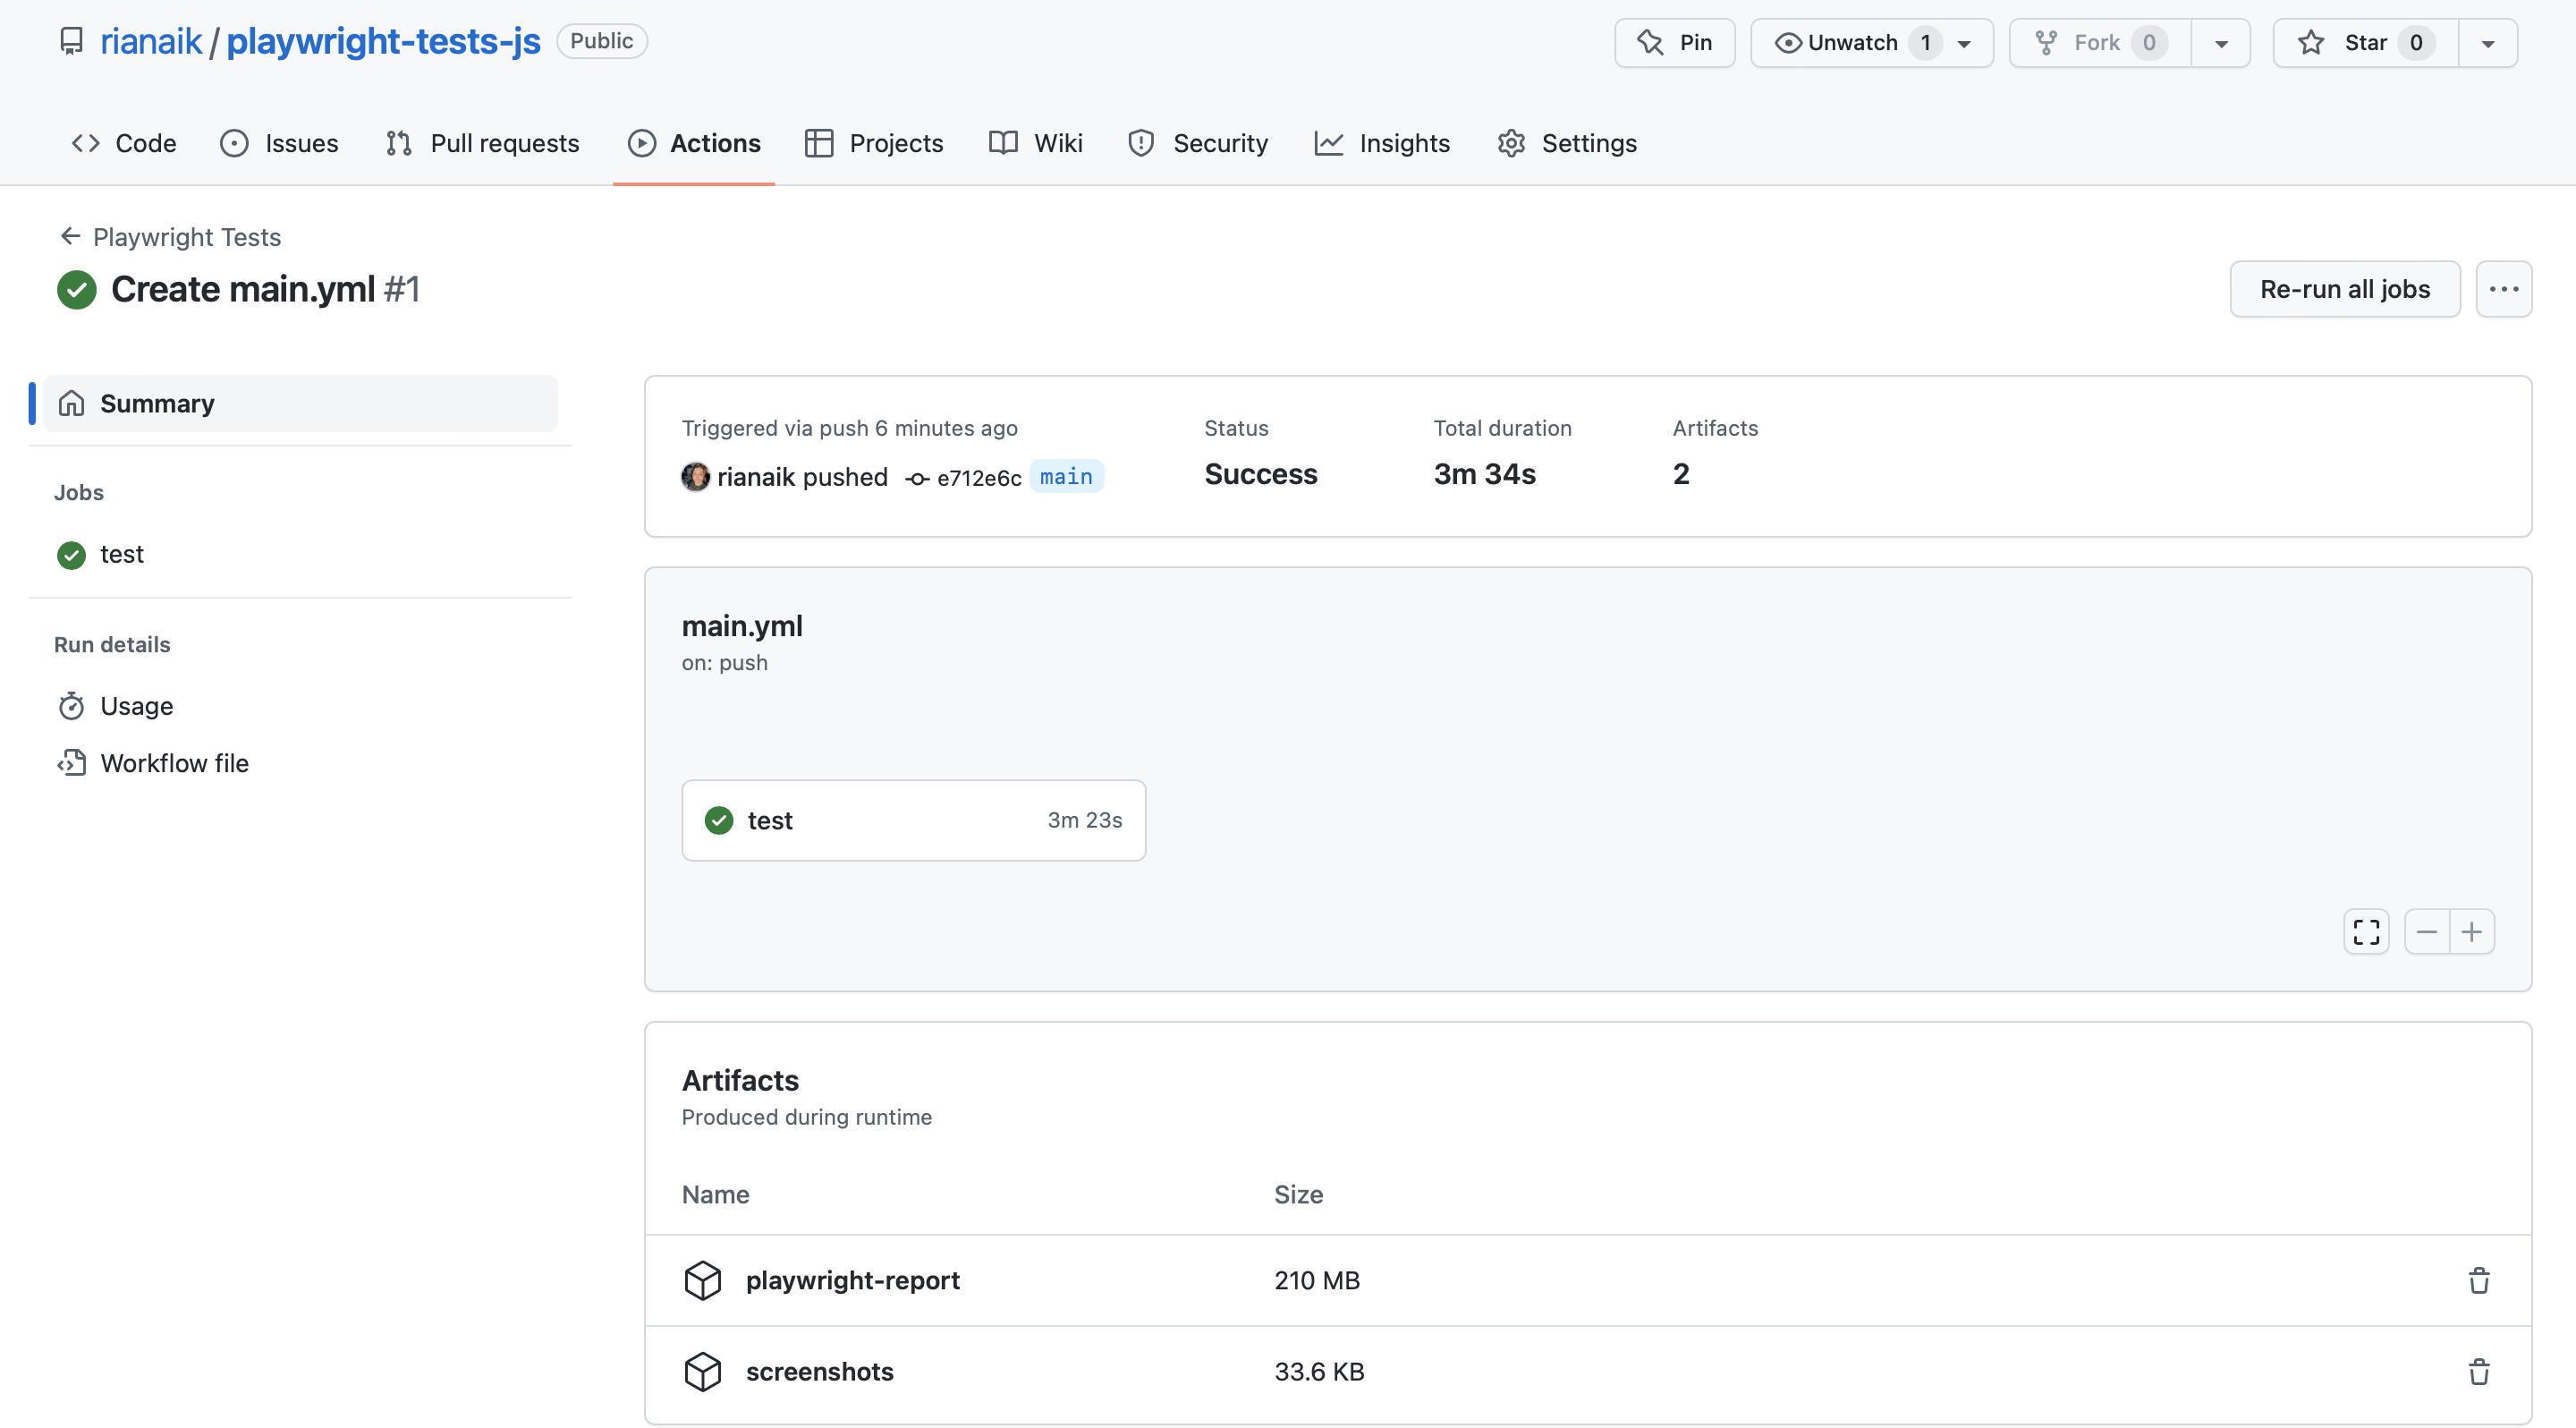 rianaik / playwright-tests-js Public
Pin Unwatch 1 Fork 0 Star 0
Code Issues Pull requests Actions Projects Wiki Security Insights Settings
Playwright Tests
Create main.yml #1
Re-run all jobs
Summary
Jobs
test
Run details
Usage
Workflow file
Triggered via push 6 minutes ago
rianaik pushed e712e6c main
Status
Success
Total duration
3m 34s
Artifacts
2
main.yml
on: push
test 3m 23s
Artifacts
Produced during runtime
Name Size
playwright-report 210 MB
screenshots 33.6 KB